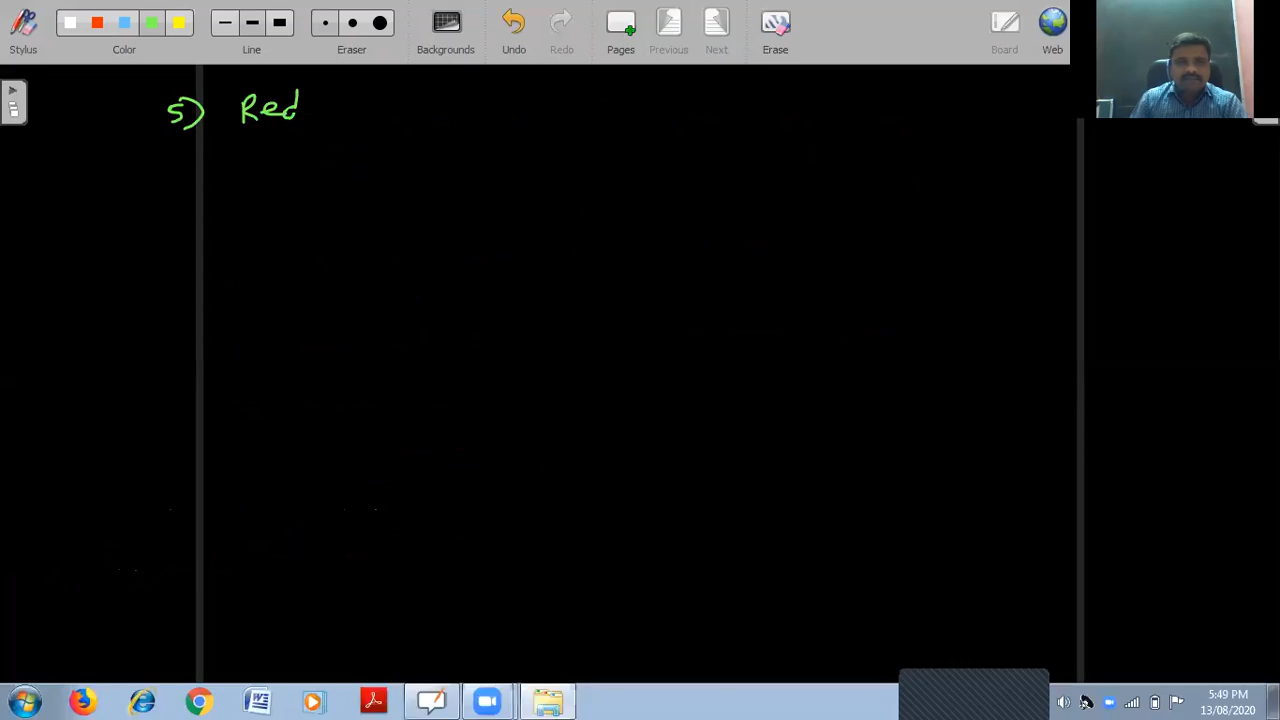 Stylus
Color
Line
Eraser
Backgrounds
Undo
Redo
Pages
Previous
Next
Erase
Board
Web
5) Red
5:49 PM
13/08/2020